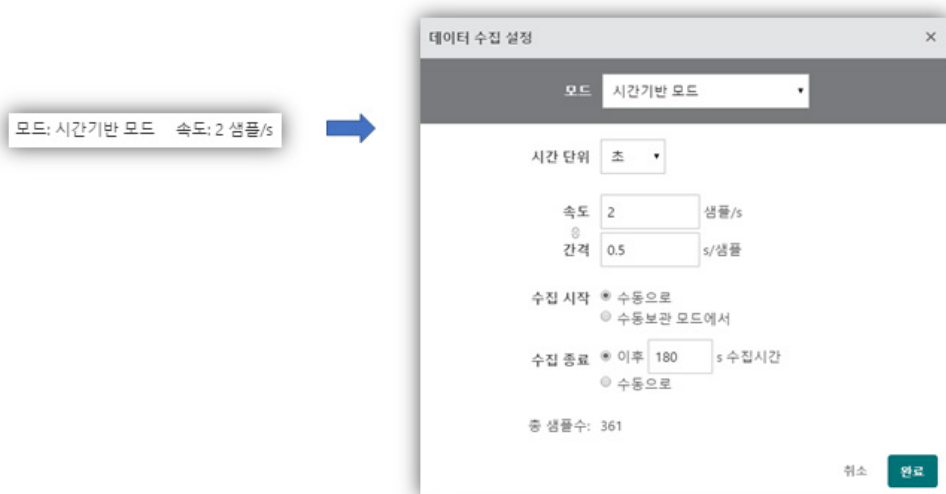 모드: 시간기반 모드 속도: 2 샘플/s
데이터 수집 설정 ×
모드 시간기반 모드
시간 단위 초
속도 2 샘플/s
간격 0.5 s/샘플
수집 시작 수동으로
수동보관 모드에서
수집 종료 이후 180 s 수집시간
수동으로
총 샘플수: 361
취소 완료